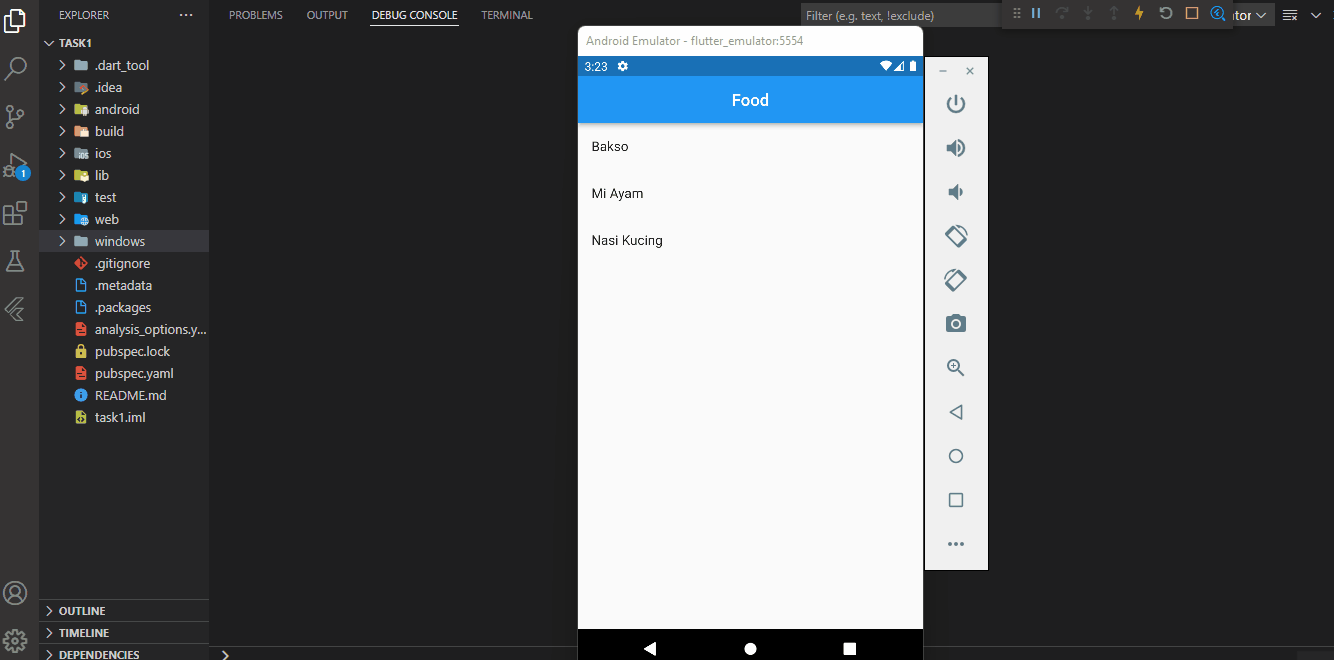 EXPLORER
TASK1
.dart_tool
.idea
android
build
ios
lib
test
web
windows
.gitignore
.metadata
.packages
analysis_options.y...
pubspec.lock
pubspec.yaml
README.md
task1.iml
OUTLINE
TIMELINE
DEPENDENCIES
1
PROBLEMS OUTPUT DEBUG CONSOLE TERMINAL
Filter (e.g. text, !exclude)
Android Emulator - flutter_emulator:5554
3:23
Food
Bakso
Mi Ayam
Nasi Kucing